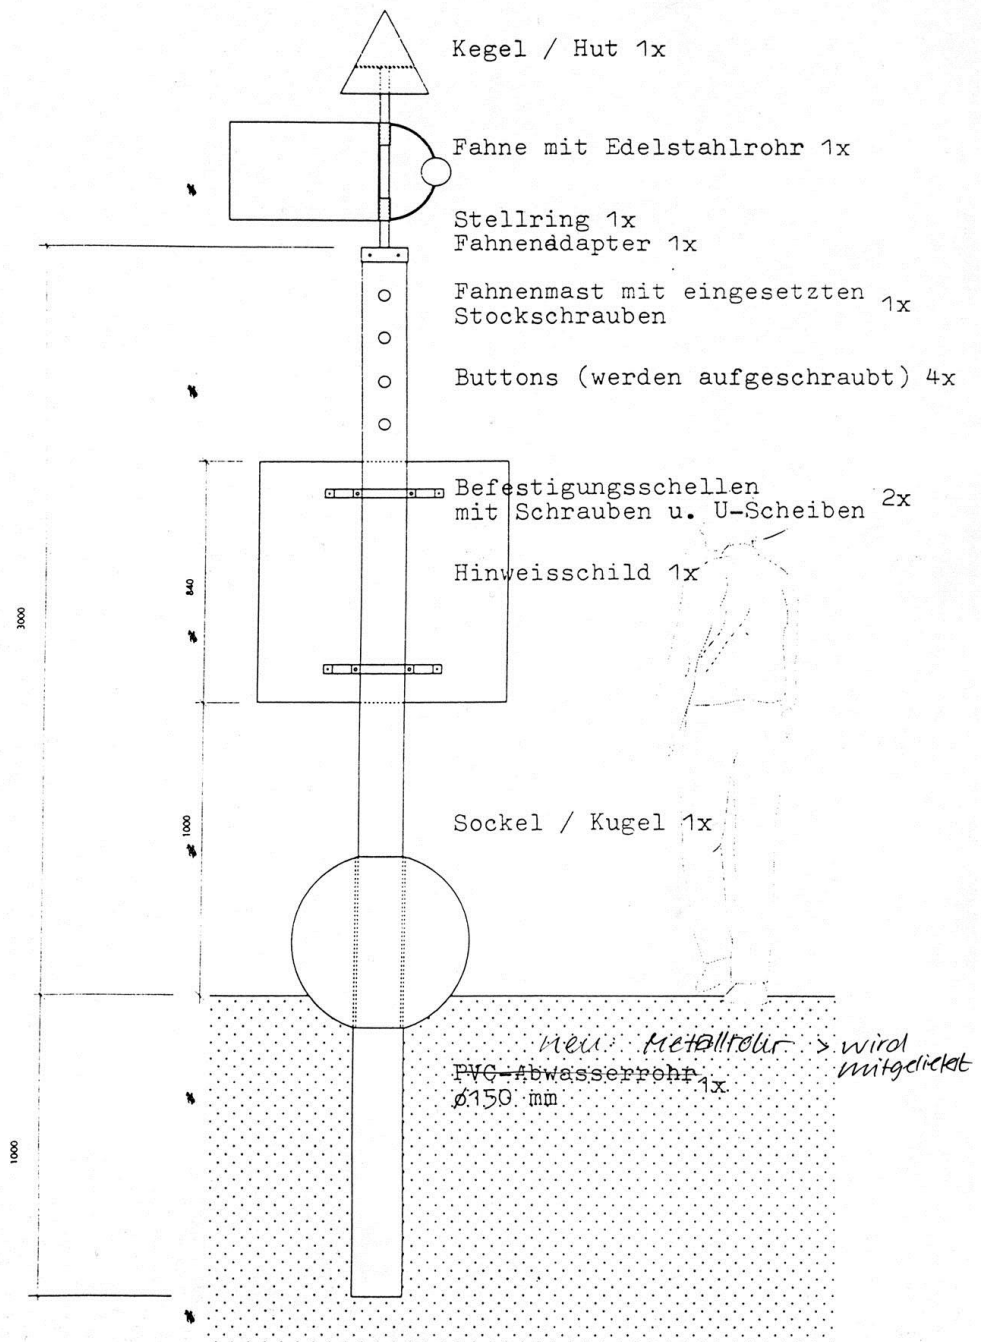 Kegel / Hut 1x
Fahne mit Edelstahlrohr 1x
Stellring 1x
Fahnenadapter 1x
3000
Fahnenmast mit eingesetzten
Stockschrauben 1x
Buttons (werden aufgeschraubt) 4x
840
Befestigungsschellen
mit Schrauben u. U-Scheiben 2x
Hinweisschild 1x
1000
Sockel / Kugel 1x
neu: Metallrohr > wird
mitgeliefert
PVC-Abwasserrohr 1x
ø150 mm
1000